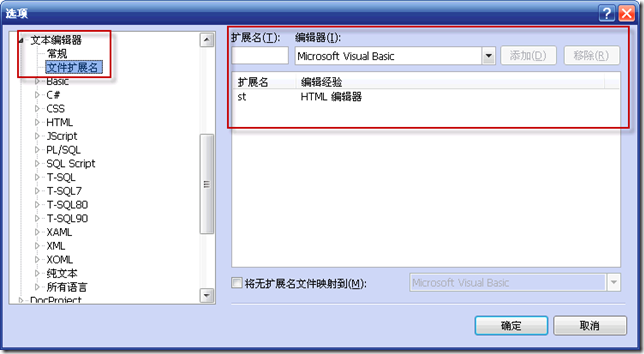 选项
文本编辑器
常规
文件扩展名
Basic
C#
CSS
HTML
JScript
PL/SQL
SQL Script
T-SQL
T-SQL7
T-SQL80
T-SQL90
XAML
XML
XOML
纯文本
所有语言
DocProject
扩展名(T):
编辑器(I):
Microsoft Visual Basic
添加(D)
移除(R)
扩展名 编辑经验
st HTML 编辑器
将无扩展名文件映射到(M):
Microsoft Visual Basic
确定
取消